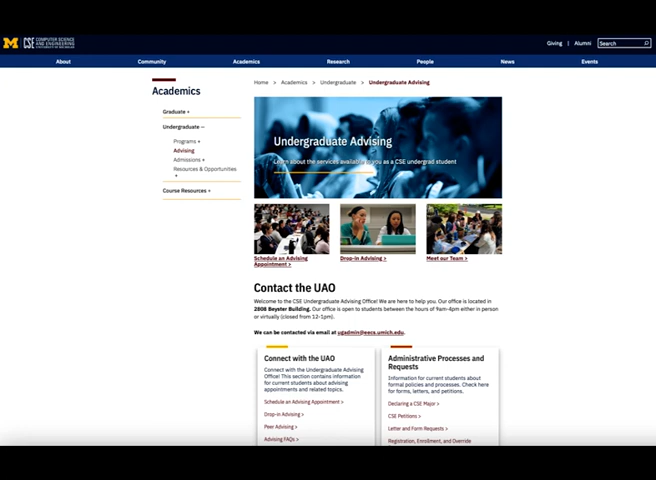 M CSE COMPUTER SCIENCE
AND ENGINEERING
UNIVERSITY OF MICHIGAN
Giving | Alumni Search
About Community Academics Research People News Events
Academics
Graduate +
Undergraduate –
Programs +
Advising
Admissions +
Resources & Opportunities
+
Course Resources +
Home > Academics > Undergraduate > Undergraduate Advising
Undergraduate Advising
Learn about the services available to you as a CSE undergrad student
Schedule an Advising
Appointment >
Drop-in Advising >
Meet our Team >
Contact the UAO
Welcome to the CSE Undergraduate Advising Office! We are here to help you. Our office is located in
2808 Beyster Building. Our office is open to students between the hours of 9am-4pm either in person
or virtually (closed from 12-1pm).
We can be contacted via email at ugadmin@eecs.umich.edu.
Connect with the UAO
Connect with the Undergraduate Advising
Office! This section contains information
for current students about advising
appointments and related topics.
Schedule an Advising Appointment >
Drop-in Advising >
Peer Advising >
Advising FAQs >
Administrative Processes and
Requests
Information for current students about
formal policies and processes. Check here
for forms, letters, and petitions.
Declaring a CSE Major >
CSE Petitions >
Letter and Form Requests >
Registration, Enrollment, and Override